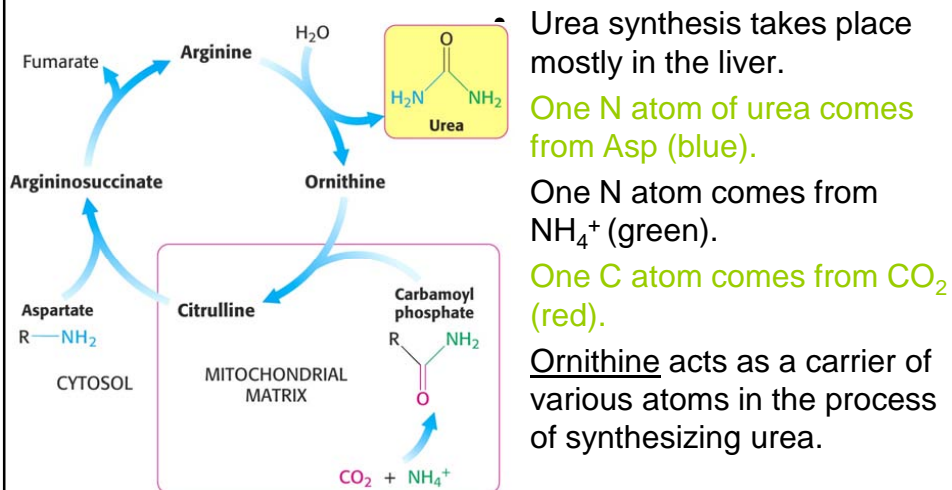 H₂O
Arginine
Fumarate
O
H₂N
NH₂
Urea
Argininosuccinate
Ornithine
Aspartate
R—NH₂
CYTOSOL
Citrulline
MITOCHONDRIAL
MATRIX
Carbamoyl
phosphate
R
NH₂
O
CO₂ + NH₄⁺
• Urea synthesis takes place
mostly in the liver.
One N atom of urea comes
from Asp (blue).
One N atom comes from
NH₄⁺ (green).
One C atom comes from CO₂
(red).
Ornithine acts as a carrier of
various atoms in the process
of synthesizing urea.